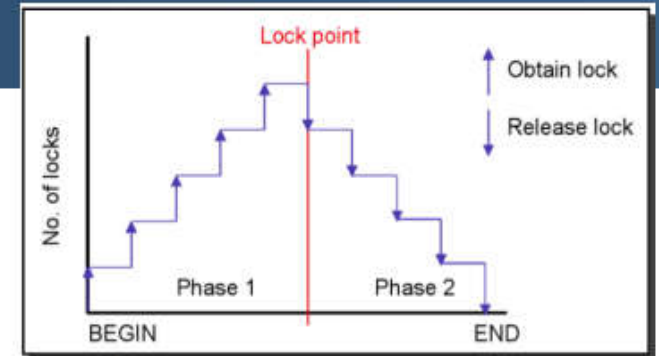 Lock point
Obtain lock
Release lock
No. of locks
Phase 1
Phase 2
BEGIN
END